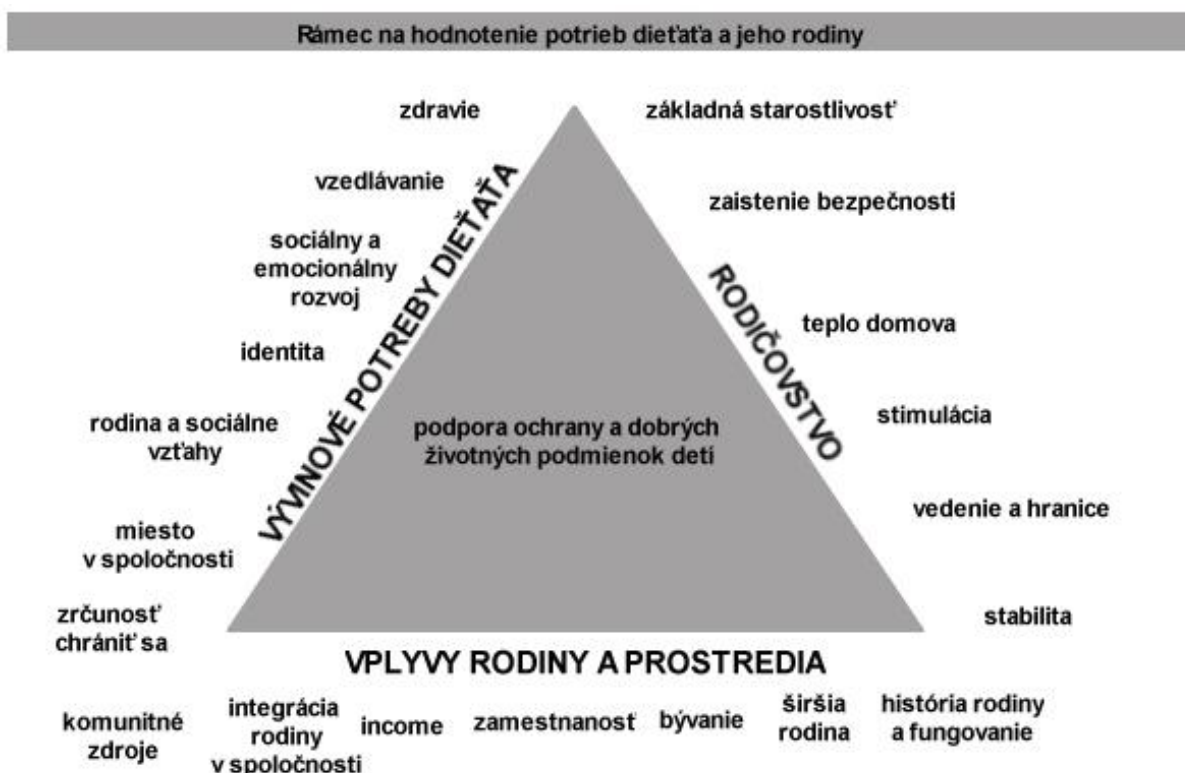 Rámec na hodnotenie potrieb dieťaťa a jeho rodiny
zdravie
vzedlávanie
sociálny a
emocionálny
rozvoj
identita
rodina a sociálne
vzťahy
miesto
v spoločnosti
zrčunosť
chrániť sa
VÝVINOVÉ POTREBY DIEŤAŤA
podpora ochrany a dobrých
životných podmienok detí
RODIČOVSTVO
základná starostlivosť
zaistenie bezpečnosti
teplo domova
stimulácia
vedenie a hranice
stabilita
VPLYVY RODINY A PROSTREDIA
komunitné
zdroje
integrácia
rodiny
v spoločnosti
income
zamestnanosť
bývanie
širšia
rodina
história rodiny
a fungovanie